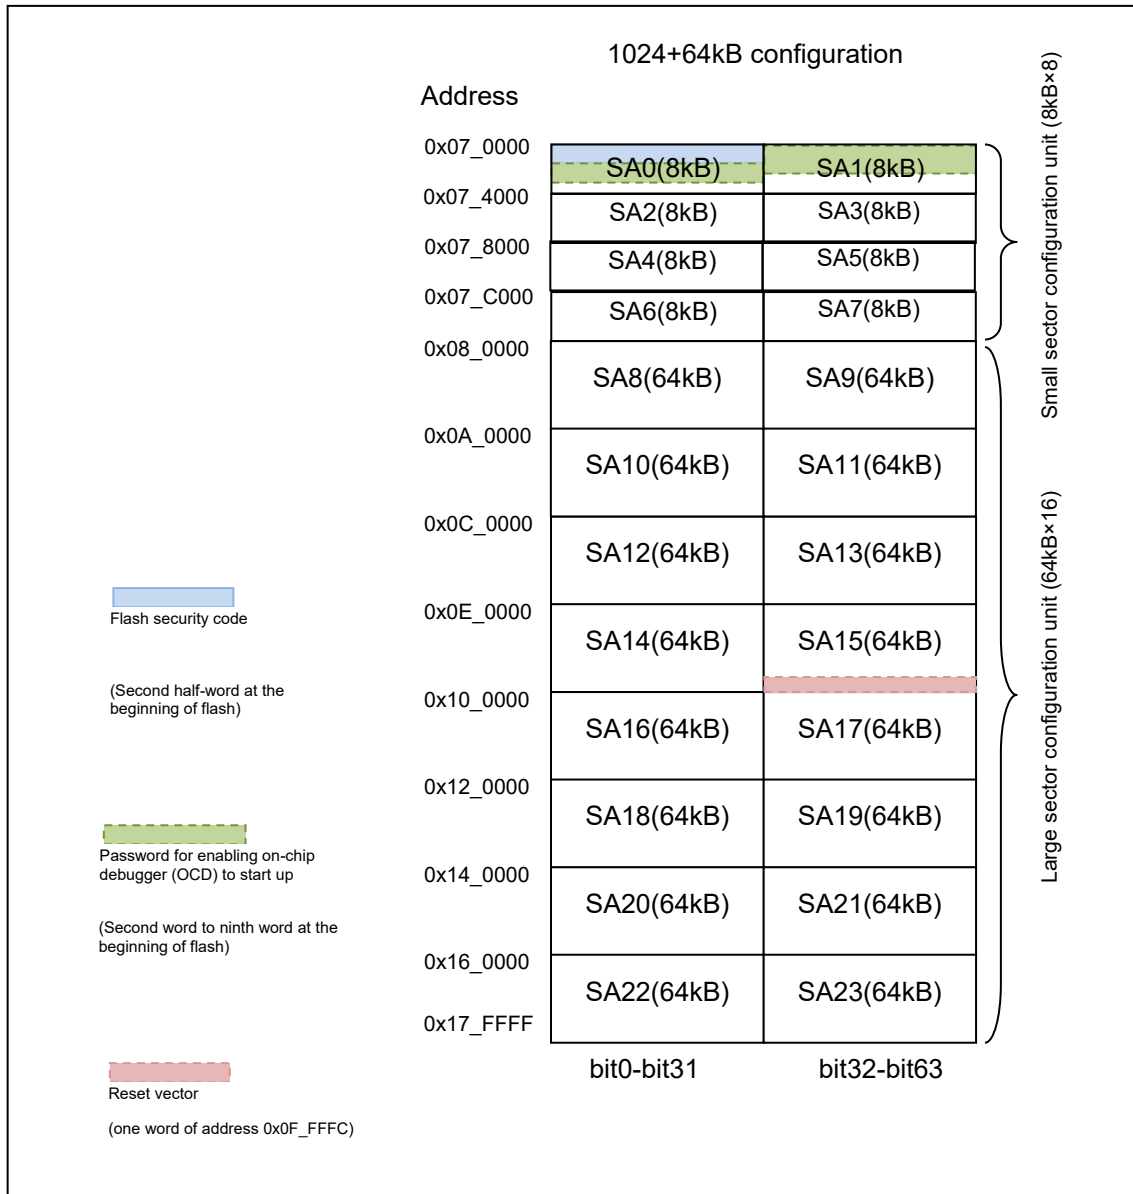 1024+64kB configuration
Address
0x07_0000
SA0(8kB) SA1(8kB)
0x07_4000
SA2(8kB) SA3(8kB)
0x07_8000
SA4(8kB) SA5(8kB)
0x07_C000
SA6(8kB) SA7(8kB)
Small sector configuration unit (8kB×8)
0x08_0000
SA8(64kB) SA9(64kB)
0x0A_0000
SA10(64kB) SA11(64kB)
0x0C_0000
SA12(64kB) SA13(64kB)
0x0E_0000
SA14(64kB) SA15(64kB)
0x10_0000
SA16(64kB) SA17(64kB)
0x12_0000
SA18(64kB) SA19(64kB)
0x14_0000
SA20(64kB) SA21(64kB)
0x16_0000
SA22(64kB) SA23(64kB)
0x17_FFFF
Large sector configuration unit (64kB×16)
bit0-bit31 bit32-bit63
Flash security code
(Second half-word at the
beginning of flash)
Password for enabling on-chip
debugger (OCD) to start up
(Second word to ninth word at the
beginning of flash)
Reset vector
(one word of address 0x0F_FFFC)